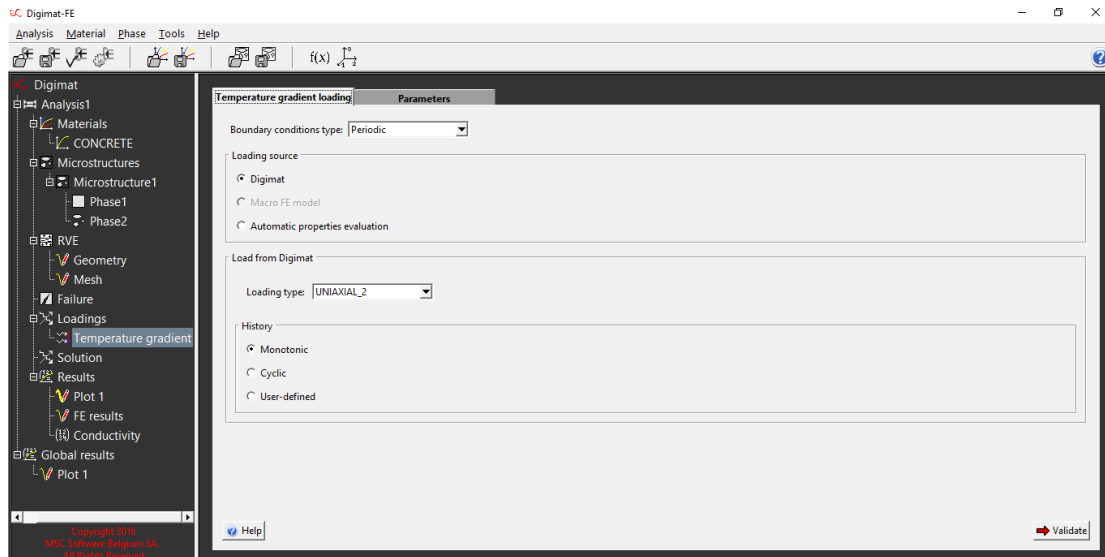 Digimat-FE
Analysis Material Phase Tools Help
f(x)
Digimat
Analysis1
Materials
CONCRETE
Microstructures
Microstructure1
Phase1
Phase2
RVE
Geometry
Mesh
Failure
Loadings
Temperature gradient
Solution
Results
Plot 1
FE results
Conductivity
Global results
Plot 1
Copyright 2016
MSC Software Belgium SA.
All Rights Reserved
Temperature gradient loading Parameters
Boundary conditions type: Periodic
Loading source
Digimat
Macro FE model
Automatic properties evaluation
Load from Digimat
Loading type: UNIAXIAL_2
History
Monotonic
Cyclic
User-defined
Help Validate